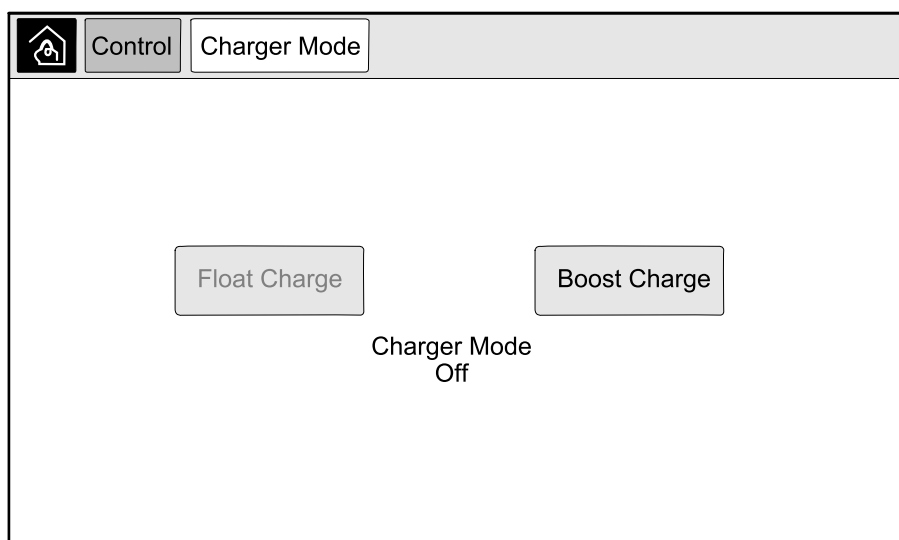 Control
Charger Mode
Float Charge
Boost Charge
Charger Mode
Off